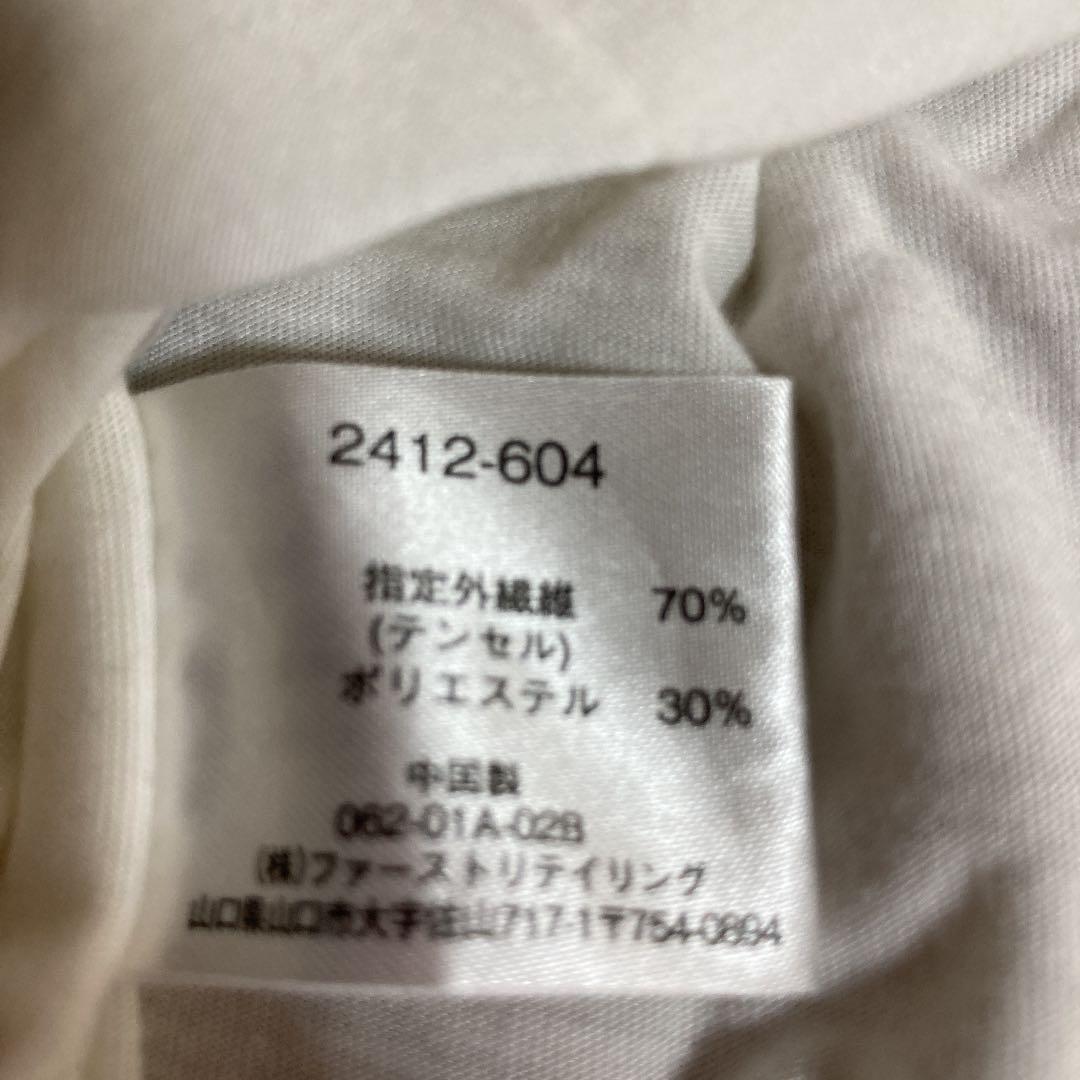 2412-604
指定外繊維 70%
(テンセル)
ポリエステル 30%
中国製
062-01A-02B
(株)ファーストリテイリング
山口県山口市大字佐山717-1〒754-0894